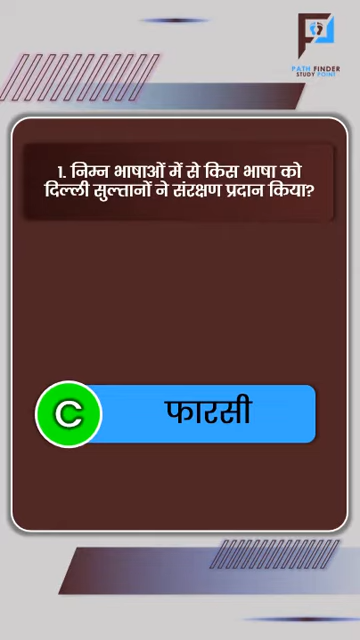 PATH FINDER
STUDY POINT
1. निम्न भाषाओं में से किस भाषा को
दिल्ली सुल्तानों ने संरक्षण प्रदान किया?
C फारसी